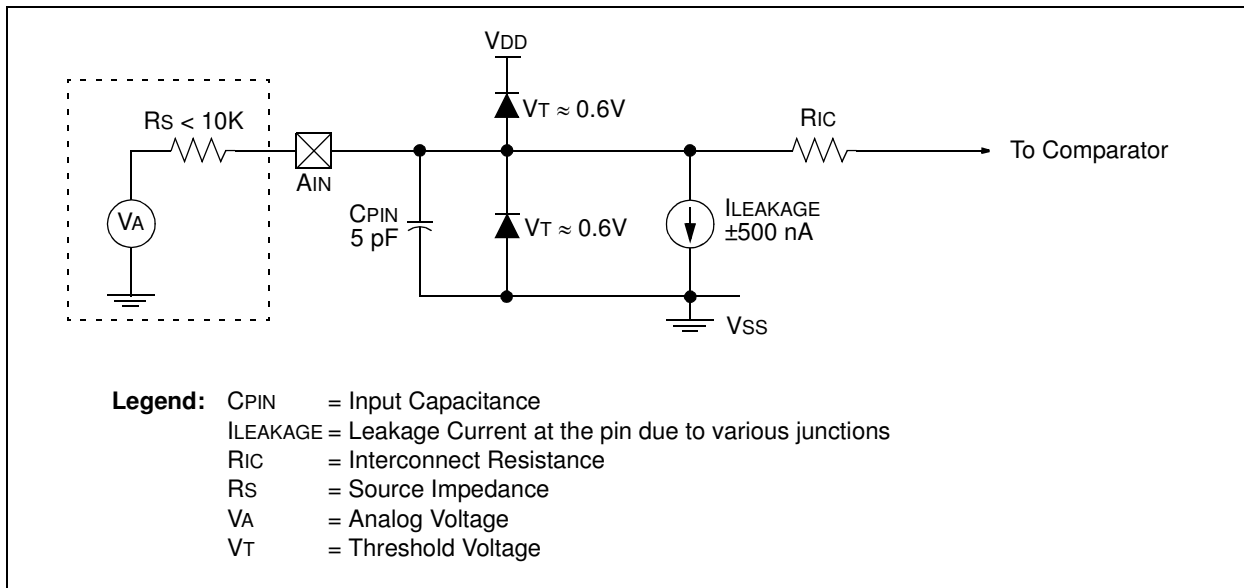 VDD
VT ≈ 0.6V
RS < 10K
RIC
To Comparator
AIN
VA
CPIN
5 pF
VT ≈ 0.6V
ILEAKAGE
±500 nA
VSS
Legend: CPIN = Input Capacitance
ILEAKAGE = Leakage Current at the pin due to various junctions
RIC = Interconnect Resistance
RS = Source Impedance
VA = Analog Voltage
VT = Threshold Voltage